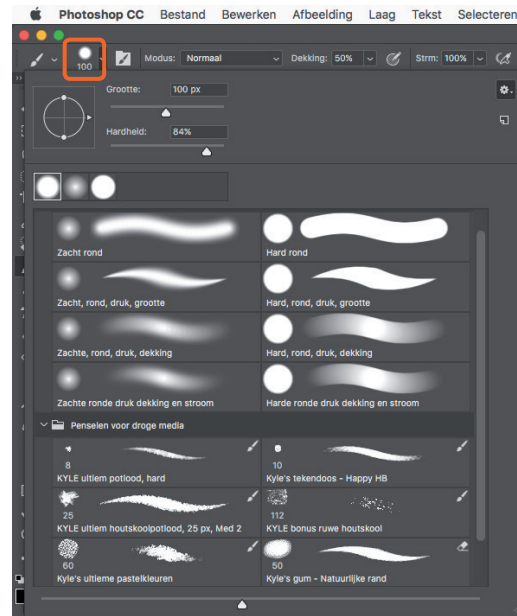 Photoshop CC Bestand Bewerken Afbeelding Laag Tekst Selecteren
100 Modus: Normaal Dekking: 50% Strm: 100%
Grootte: 100 px
Hardheid: 84%
Zacht rond Hard rond
Zacht, rond, druk, grootte Hard, rond, druk, grootte
Zachte, rond, druk, dekking Hard, rond, druk, dekking
Zachte ronde druk dekking en stroom Harde ronde druk dekking en stroom
Penselen voor droge media
8 10
KYLE ultiem potlood, hard Kyle's tekendoos - Happy HB
25 112
KYLE ultiem houtskoolpotlood, 25 px, Med 2 KYLE bonus ruwe houtskool
60 50
Kyle's ultieme pastelkleuren Kyle's gum - Natuurlijke rand